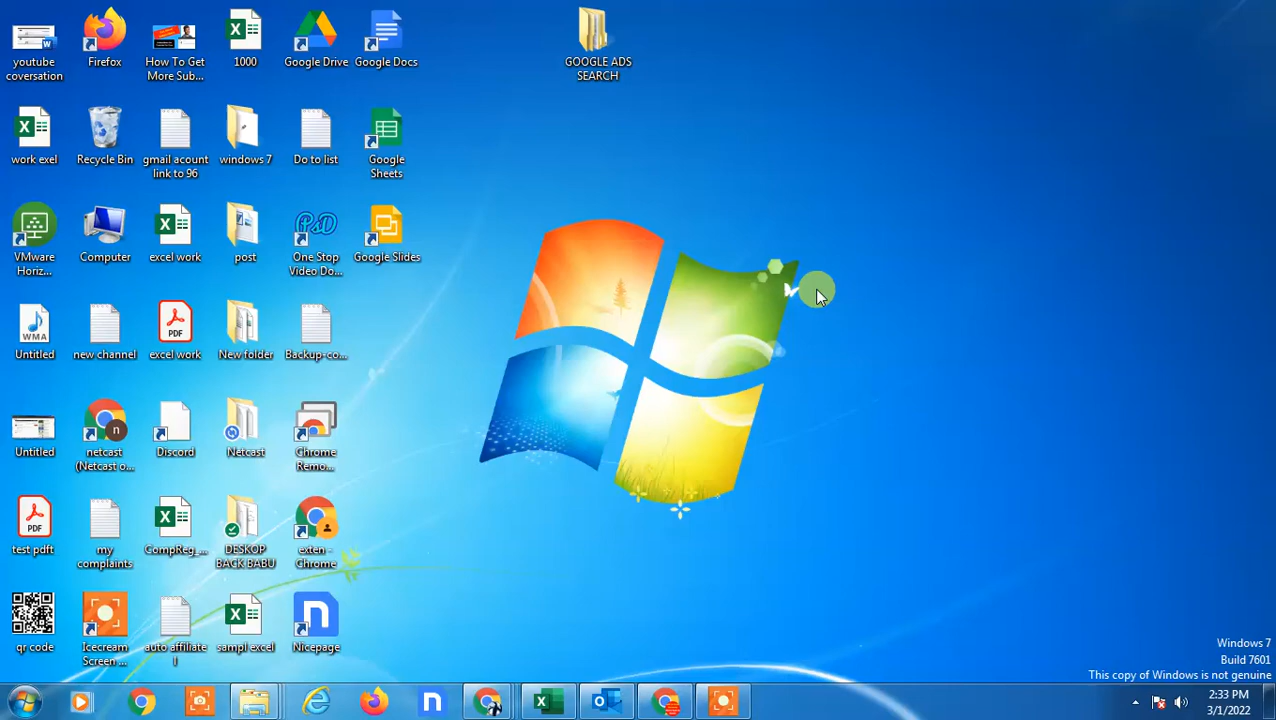 youtube
coversation
Firefox
How To Get
More Sub...
1000
Google Drive
Google Docs
GOOGLE ADS
SEARCH
work exel
Recycle Bin
gmail acount
link to 96
windows 7
Do to list
Google
Sheets
VMware
Horiz...
Computer
excel work
post
One Stop
Video Do...
Google Slides
Untitled
new channel
PDF
excel work
New folder
Backup-co...
WMA
Untitled
n
netcast
(Netcast o...
Discord
Netcast
Chrome
Remo...
PDF
test pdft
my
complaints
CompReg_...
DESKOP
BACK BABU
exten -
Chrome
qr code
Icecream
Screen ...
auto affiliate
l
sampl excel
Nicepage
Windows 7
Build 7601
This copy of Windows is not genuine
2:33 PM
3/1/2022